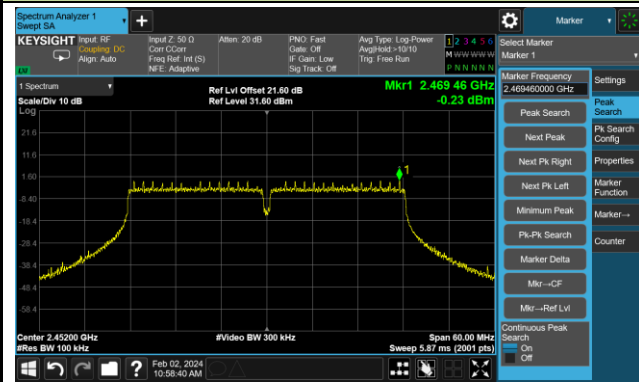 Spectrum Analyzer 1
Swept SA
Marker
KEYSIGHT
Input: RF
Coupling: DC
Align: Auto
Input Z: 50 Ω
Corr CCorr
Freq Ref: Int (S)
NFE: Adaptive
Atten: 20 dB
PNO: Fast
Gate: Off
IF Gain: Low
Sig Track: Off
Avg Type: Log-Power
Avg|Hold:>10/10
Trig: Free Run
1 2 3 4 5 6
M W W W W W
P N N N N N
LW
Select Marker
Marker 1
1 Spectrum
Scale/Div 10 dB
Ref Lvl Offset 21.60 dB
Ref Level 31.60 dBm
Mkr1 2.469 46 GHz
-0.23 dBm
Log
21.6
11.6
1.60
-8.40
-18.4
-28.4
-38.4
-48.4
-58.4
1
Center 2.45200 GHz
#Res BW 100 kHz
#Video BW 300 kHz
Span 60.00 MHz
Sweep 5.87 ms (2001 pts)
Marker Frequency
2.469460000 GHz
Peak Search
Next Peak
Next Pk Right
Next Pk Left
Minimum Peak
Pk-Pk Search
Marker Delta
Mkr→CF
Mkr→Ref Lvl
Continuous Peak
Search
On
Off
Settings
Peak
Search
Pk Search
Config
Properties
Marker
Function
Marker→
Counter
Feb 02, 2024
10:58:40 AM